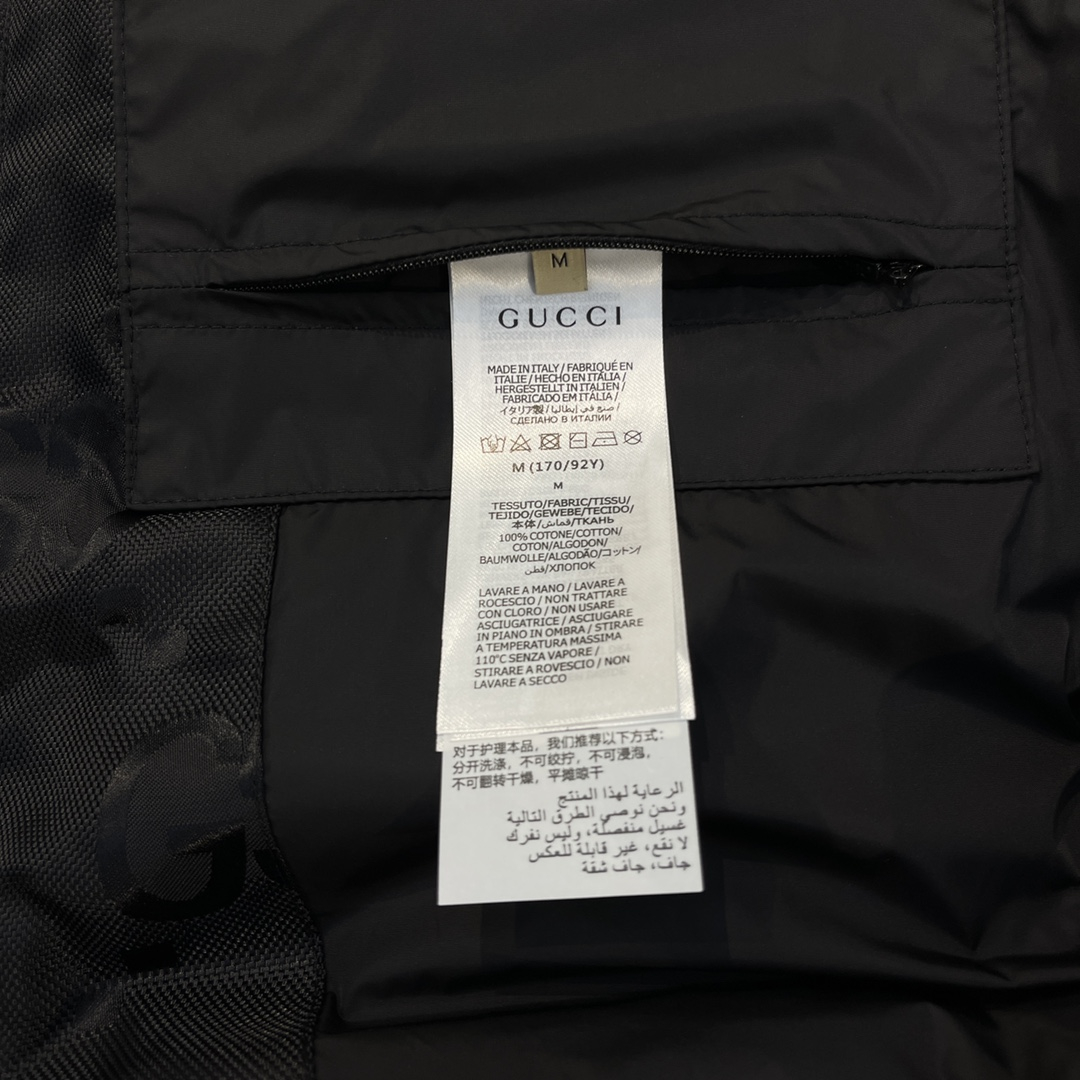 M
GUCCI
MADE IN ITALY / FABRIQUÉ EN
ITALIE / HECHO EN ITALIA /
HERGESTELLT IN ITALIEN /
FABRICADO EM ITÁLIA /
イタリア製 / صنع في إيطاليا /
СДЕЛАНО В ИТАЛИИ
M (170/92Y)
M
TESSUTO/FABRIC/TISSU/
TEJIDO/GEWEBE/TECIDO/
本体/قماش/ТКАНЬ
100% COTONE/COTTON/
COTON/ALGODON/
BAUMWOLLE/ALGODÃO/コットン/
قطن/ХЛОПОК
LAVARE A MANO / LAVARE A
ROCESCIO / NON TRATTARE
CON CLORO / NON USARE
ASCIUGATRICE / ASCIUGARE
IN PIANO IN OMBRA / STIRARE
A TEMPERATURA MASSIMA
110°C SENZA VAPORE /
STIRARE A ROVESCIO / NON
LAVARE A SECCO
对于护理本品，我们推荐以下方式：
分开洗涤，不可绞拧，不可浸泡，
不可翻转干燥，平摊晾干
الرعاية لهذا المنتج
ونحن نوصي الطرق التالية
غسيل منفصلة، وليس نفرك
لا نقع، غير قابلة للعكس
جاف، جاف شقة